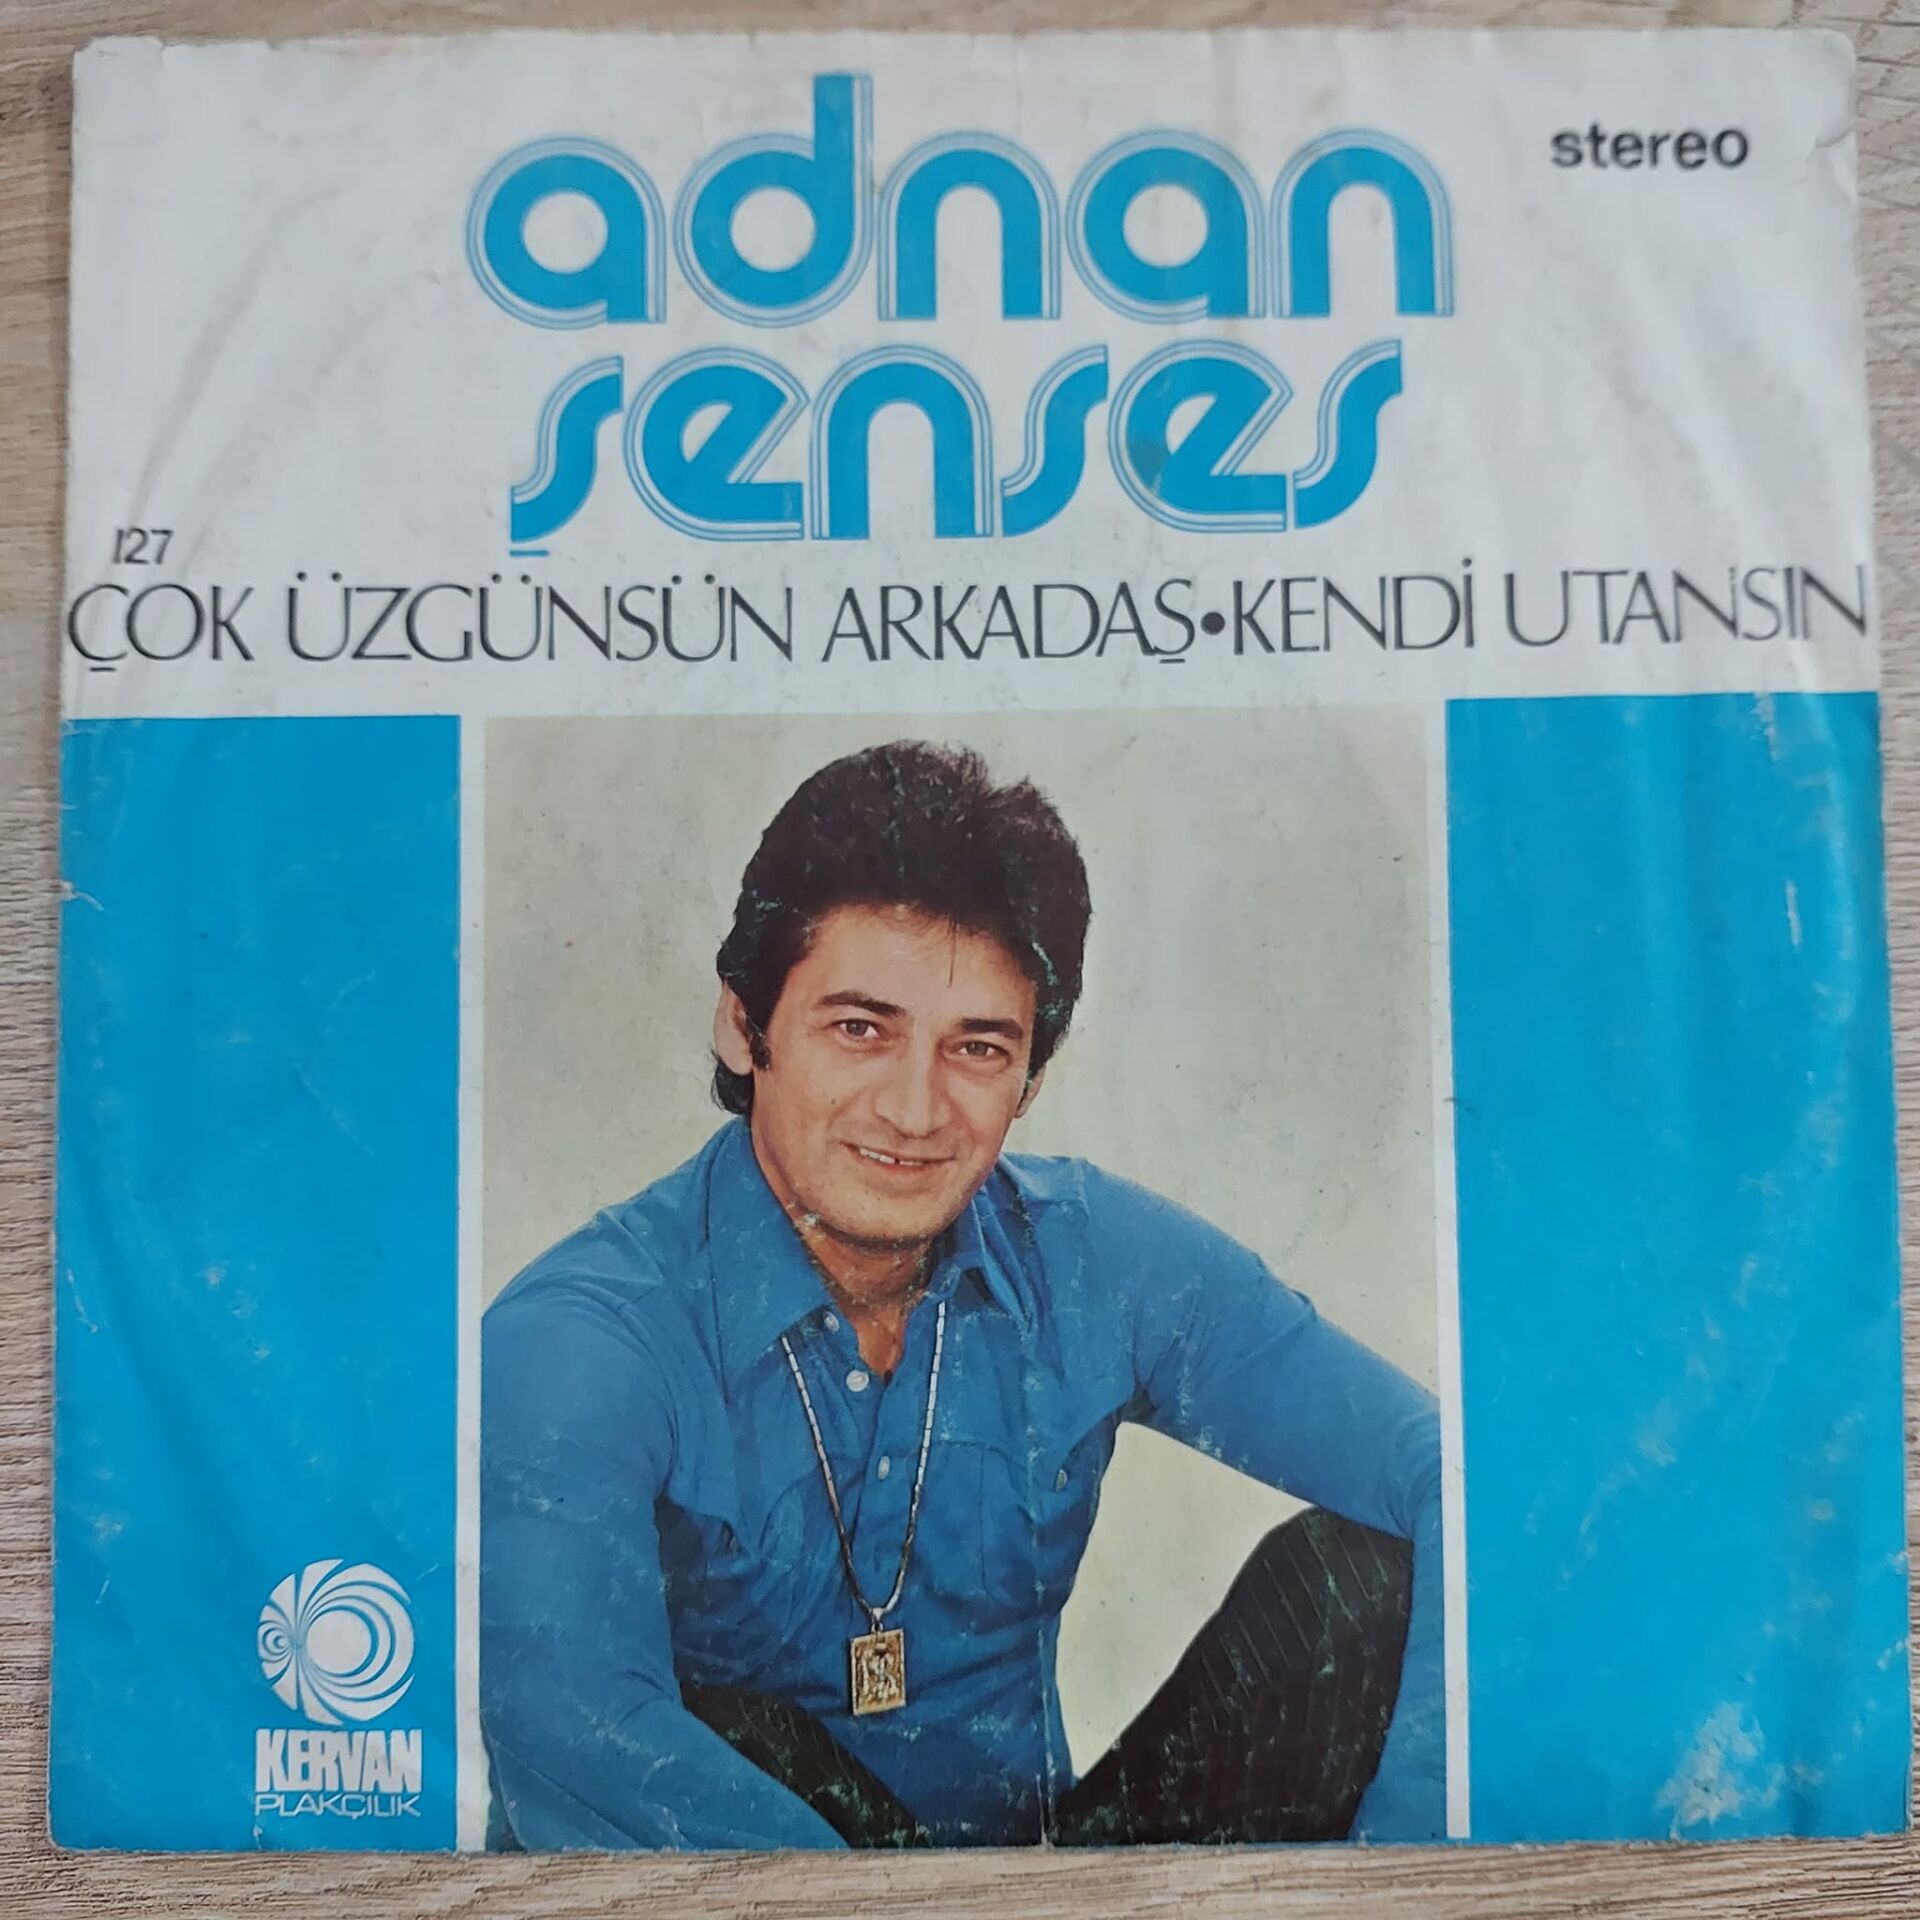 adnan
stereo
şenses
127
ÇOK ÜZGÜNSÜN ARKADAŞ•KENDİ UTANSIN
KERVAN
PLAKÇILIK